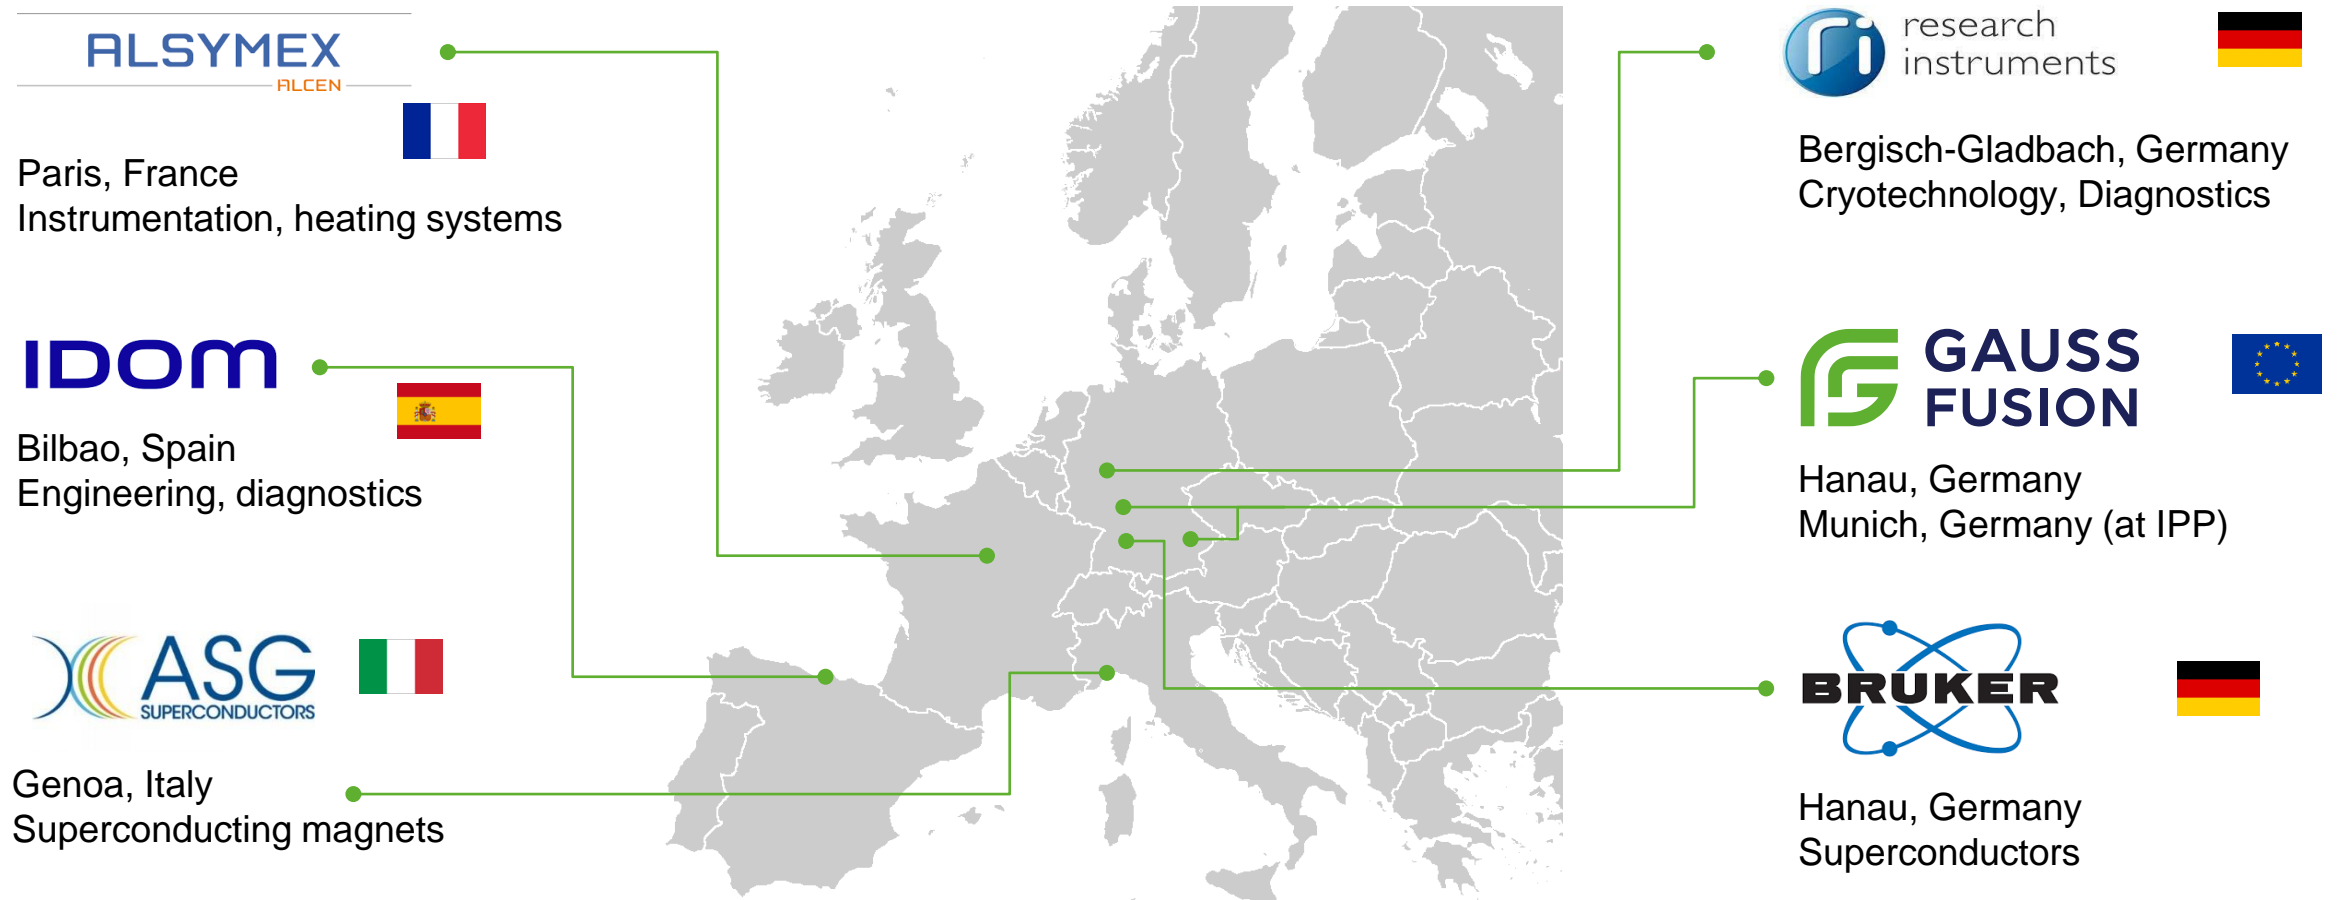 ALSYMEX
ALCEN
Paris, France
Instrumentation, heating systems
IDOM
Bilbao, Spain
Engineering, diagnostics
ASG
SUPERCONDUCTORS
Genoa, Italy
Superconducting magnets
ri research
instruments
Bergisch-Gladbach, Germany
Cryotechnology, Diagnostics
GAUSS
FUSION
Hanau, Germany
Munich, Germany (at IPP)
BRUKER
Hanau, Germany
Superconductors